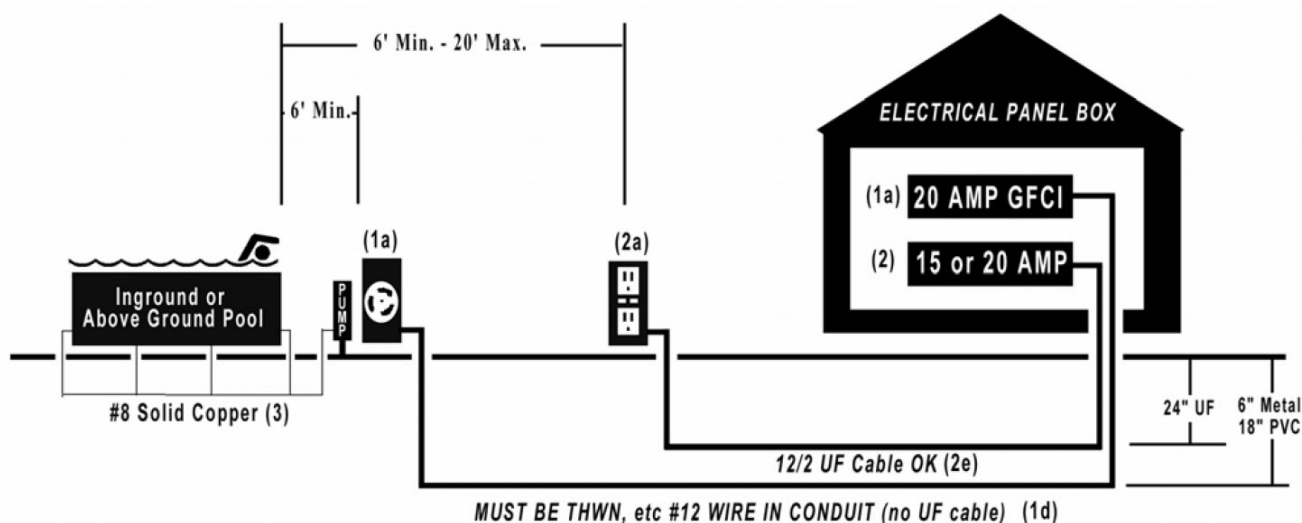 6' Min. - 20' Max.
6' Min.
ELECTRICAL PANEL BOX
(1a) 20 AMP GFCI
(2) 15 or 20 AMP
(1a)
(2a)
Inground or
Above Ground Pool
PUMP
#8 Solid Copper (3)
24" UF
6" Metal
18" PVC
12/2 UF Cable OK (2e)
MUST BE THWN, etc #12 WIRE IN CONDUIT (no UF cable) (1d)